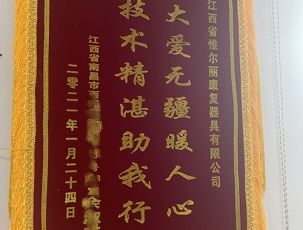 江西省惟尔丽康复器具有限公司
大爱无疆暖人心
技术精湛助我行
江西省南昌市
二零二一年一月二十四日